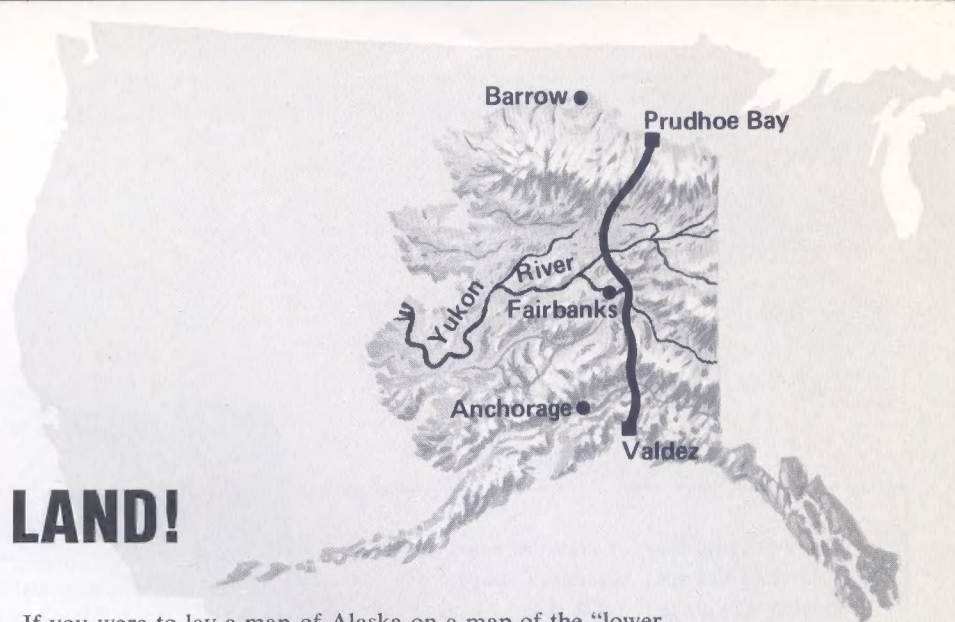 Barrow
Prudhoe Bay
Yukon River
Fairbanks
Anchorage
Valdez
LAND!
If you were to lay a map of Alaska on a map of the "lower